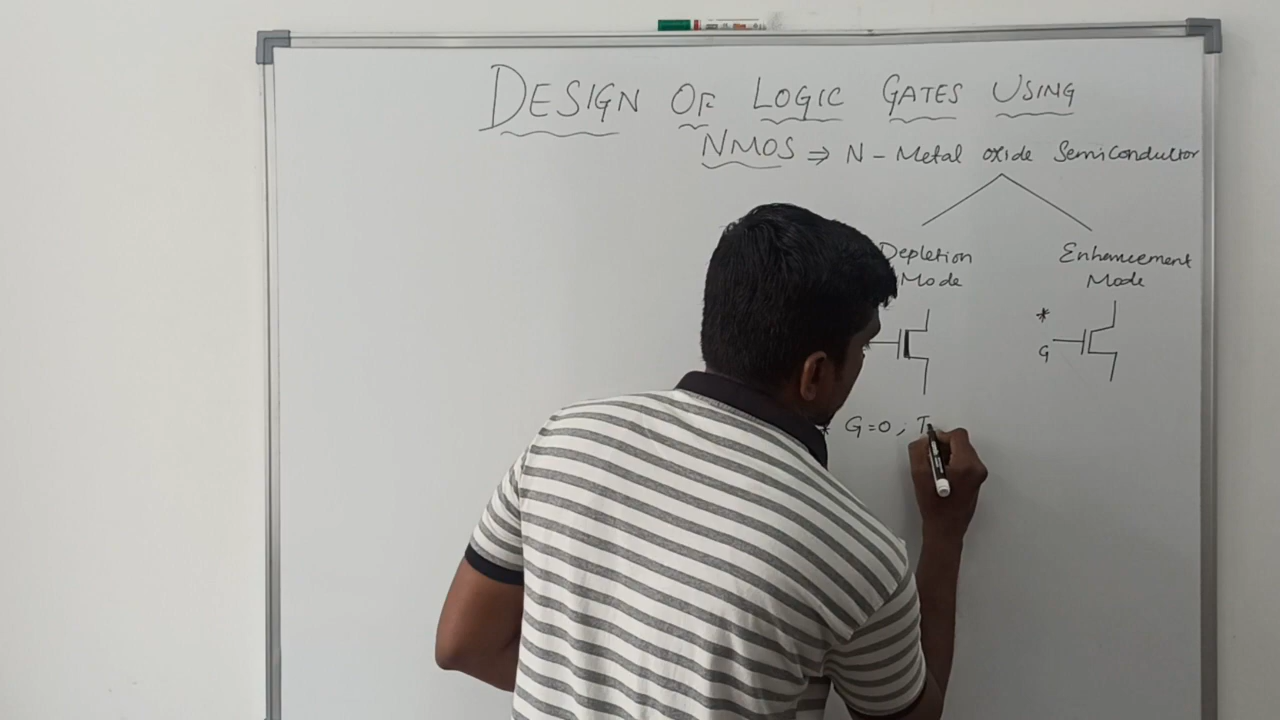 DESIGN OF LOGIC GATES USING
NMOS ⇒ N - Metal oxide Semiconductor
Depletion
Mode
Enhancement
Mode
*
G
* G=0 ; T